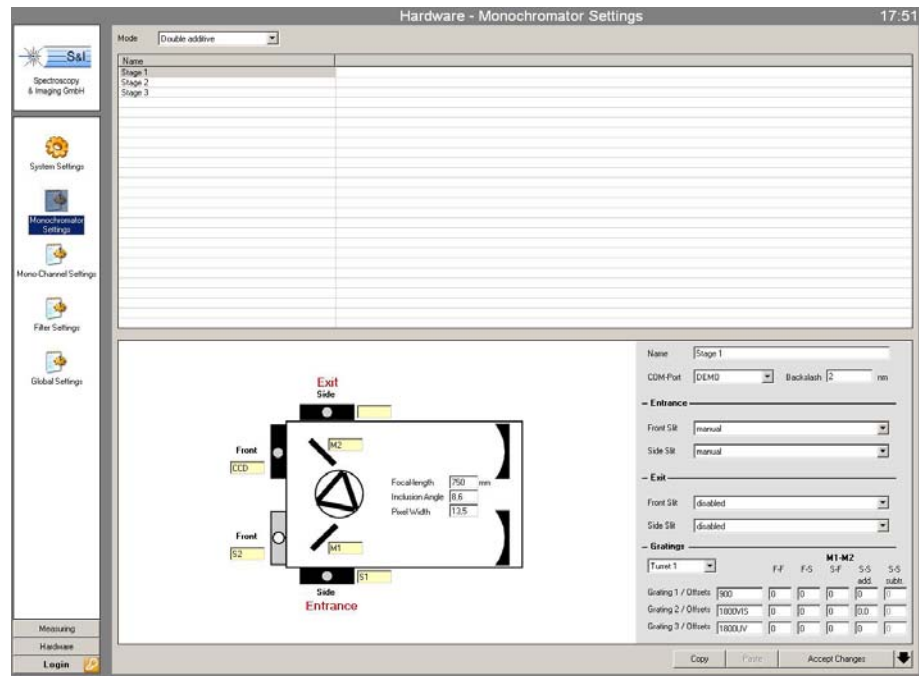 Hardware - Monochromator Settings 17:51
S&I
Spectroscopy
& Imaging GmbH
System Settings
Monochromator
Settings
Mono-Channel Settings
Filter Settings
Global Settings
Measuring
Hardware
Login
Mode Double additive
Name
Stage 1
Stage 2
Stage 3
Exit
Side
Front
CCD
M2
Focal-length 750 mm
Inclusion Angle 8,6
Pixel Width 13,5
Front
S2
M1
S1
Side
Entrance
Name Stage 1
COM-Port DEMO Backslash 2 nm
Entrance
Front Slit manual
Side Slit manual
Exit
Front Slit disabled
Side Slit disabled
Gratings
M1-M2
Turret 1 F-F F-S S-F S-S S-S
add. subtr.
Grating 1 / Offsets 900 0 0 0 0 0
Grating 2 / Offsets 1800VIS 0 0 0 0.0 0
Grating 3 / Offsets 1800UV 0 0 0 0 0
Copy Paste Accept Changes